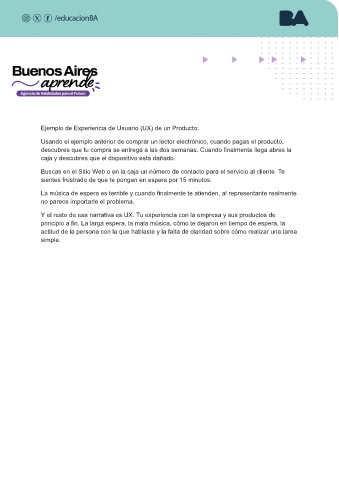 /educacionBA
BA
Buenos Aires
aprende
Agencia de Habilidades para el Futuro
Ejemplo de Experiencia de Usuario (UX) de un Producto:
Usando el ejemplo anterior de comprar un lector electrónico, cuando pagas el producto,
descubres que tu compra se entrega a las dos semanas. Cuando finalmente llega abres la
caja y descubres que el dispositivo está dañado.
Buscas en el Sitio Web o en la caja un número de contacto para el servicio al cliente. Te
sientes frustrado de que te pongan en espera por 15 minutos.
La música de espera es terrible y cuando finalmente te atienden, al representante realmente
no parece importarle el problema.
Y el resto de esa narrativa es UX. Tu experiencia con la empresa y sus productos de
principio a fin. La larga espera, la mala música, cómo te dejaron en tiempo de espera, la
actitud de la persona con la que hablaste y la falta de claridad sobre cómo realizar una tarea
simple.